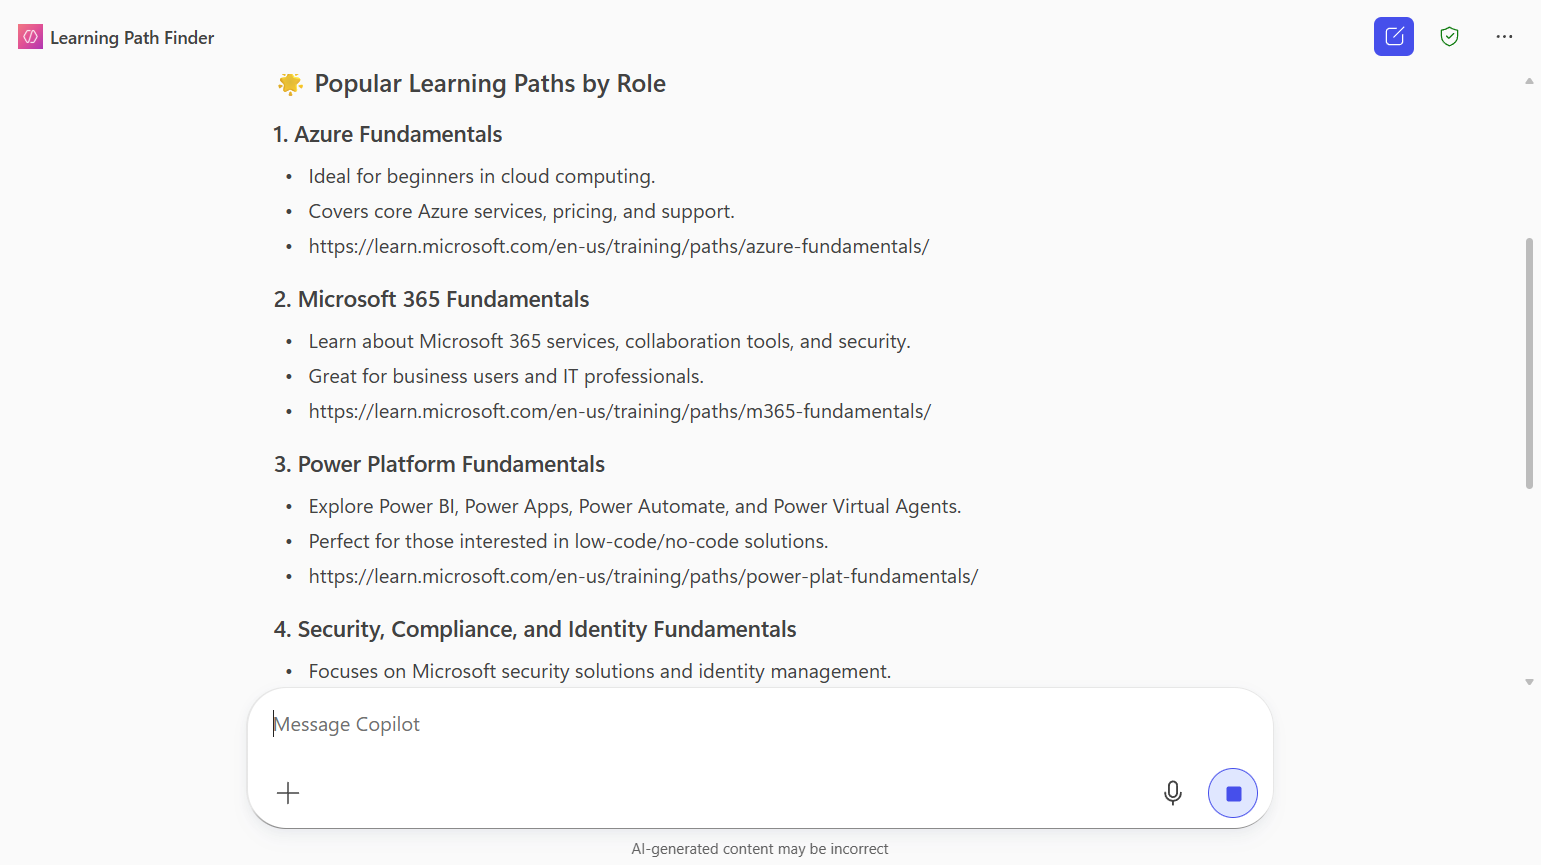 Learning Path Finder
Popular Learning Paths by Role
1. Azure Fundamentals
• Ideal for beginners in cloud computing.
• Covers core Azure services, pricing, and support.
• https://learn.microsoft.com/en-us/training/paths/azure-fundamentals/
2. Microsoft 365 Fundamentals
• Learn about Microsoft 365 services, collaboration tools, and security.
• Great for business users and IT professionals.
• https://learn.microsoft.com/en-us/training/paths/m365-fundamentals/
3. Power Platform Fundamentals
• Explore Power BI, Power Apps, Power Automate, and Power Virtual Agents.
• Perfect for those interested in low-code/no-code solutions.
• https://learn.microsoft.com/en-us/training/paths/power-plat-fundamentals/
4. Security, Compliance, and Identity Fundamentals
• Focuses on Microsoft security solutions and identity management.
Message Copilot
AI-generated content may be incorrect